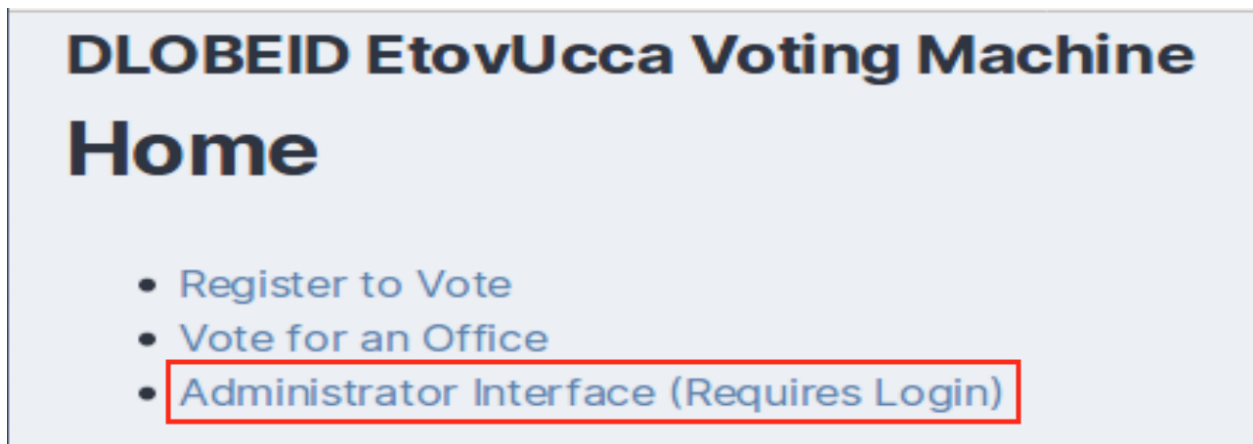 DLOBEID EtovUcca Voting Machine
Home
• Register to Vote
• Vote for an Office
• Administrator Interface (Requires Login)